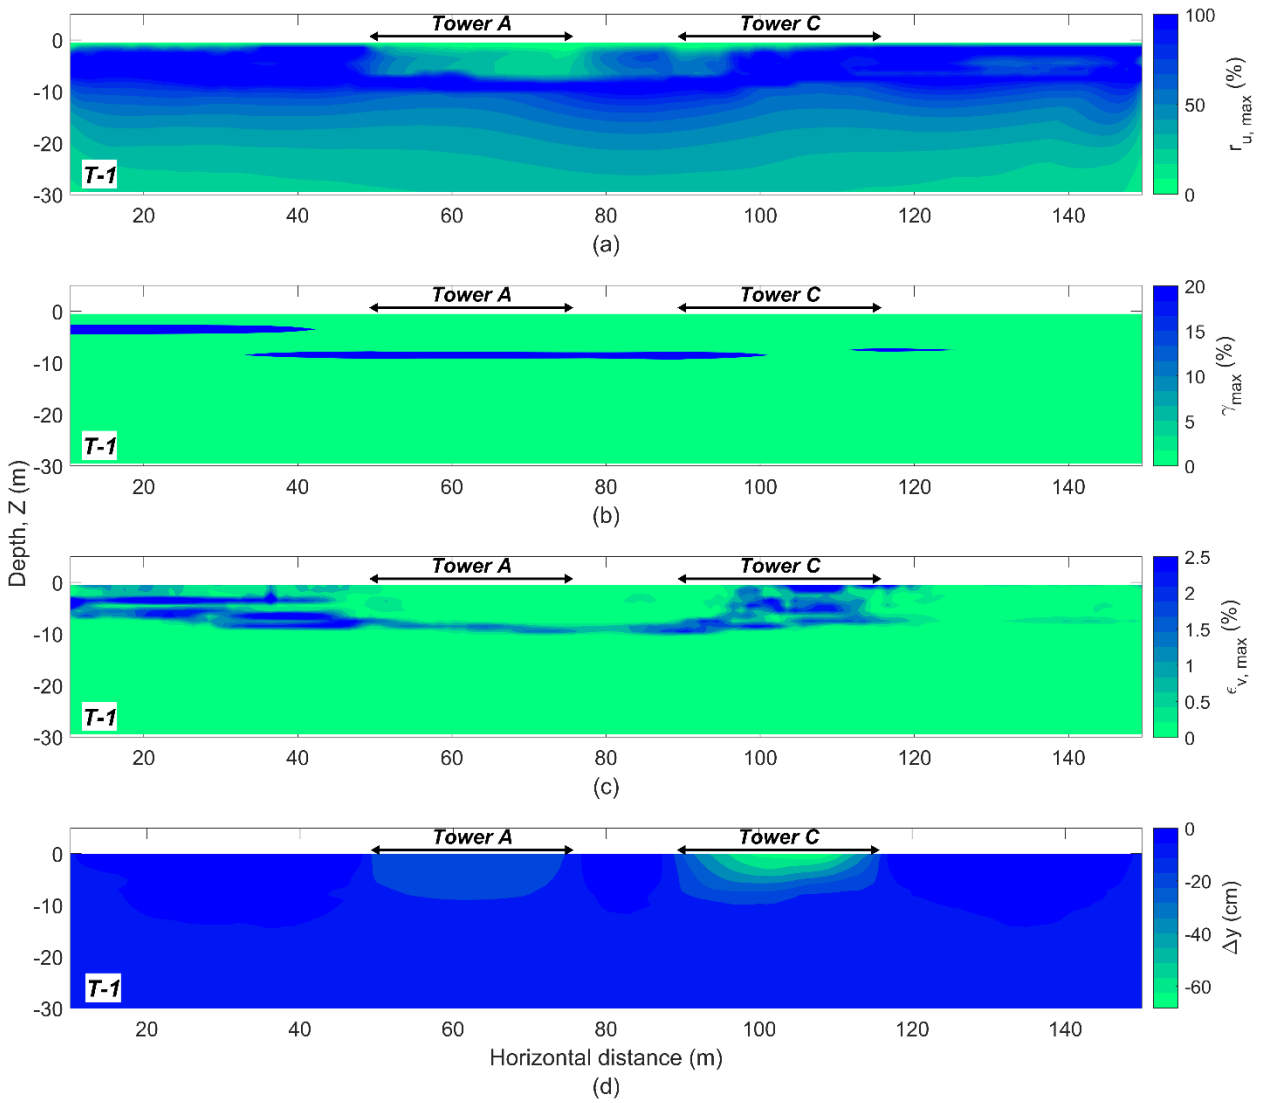 Tower A Tower C
0
-10
-20
-30
T-1
20 40 60 80 100 120 140
(a)
100
50
0
r_u, max (%)
Tower A Tower C
0
-10
-20
-30
T-1
20 40 60 80 100 120 140
(b)
20
15
10
5
0
γ_max (%)
Depth, Z (m)
Tower A Tower C
0
-10
-20
-30
T-1
20 40 60 80 100 120 140
(c)
2.5
2
1.5
1
0.5
0
ϵ_v, max (%)
Tower A Tower C
0
-10
-20
-30
T-1
20 40 60 80 100 120 140
Horizontal distance (m)
(d)
0
-20
-40
-60
Δy (cm)